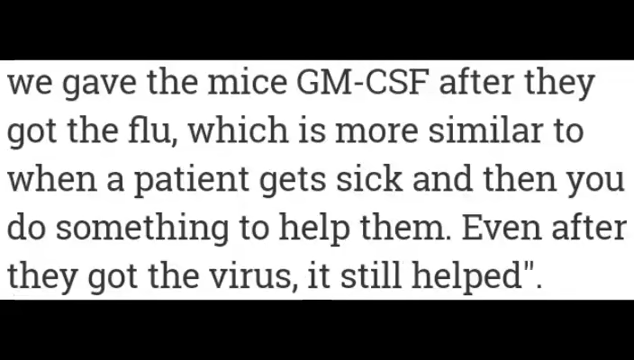 we gave the mice GM-CSF after they
got the flu, which is more similar to
when a patient gets sick and then you
do something to help them. Even after
they got the virus, it still helped".